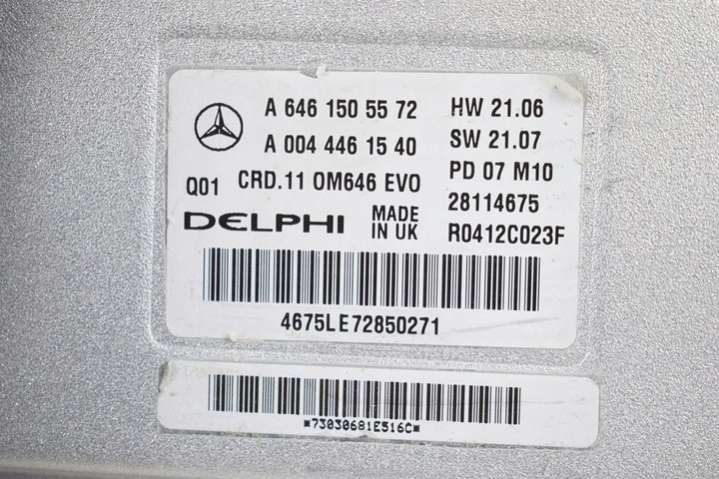 A 646 150 55 72 HW 21.06
A 004 446 15 40 SW 21.07
Q01 CRD.11 OM646 EVO PD 07 M10
DELPHI MADE IN UK 28114675
R0412C023F
4675LE72850271
*73030681E516C*